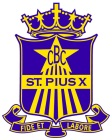 CBC
ST. PIUS X
FIDE ET LABORE